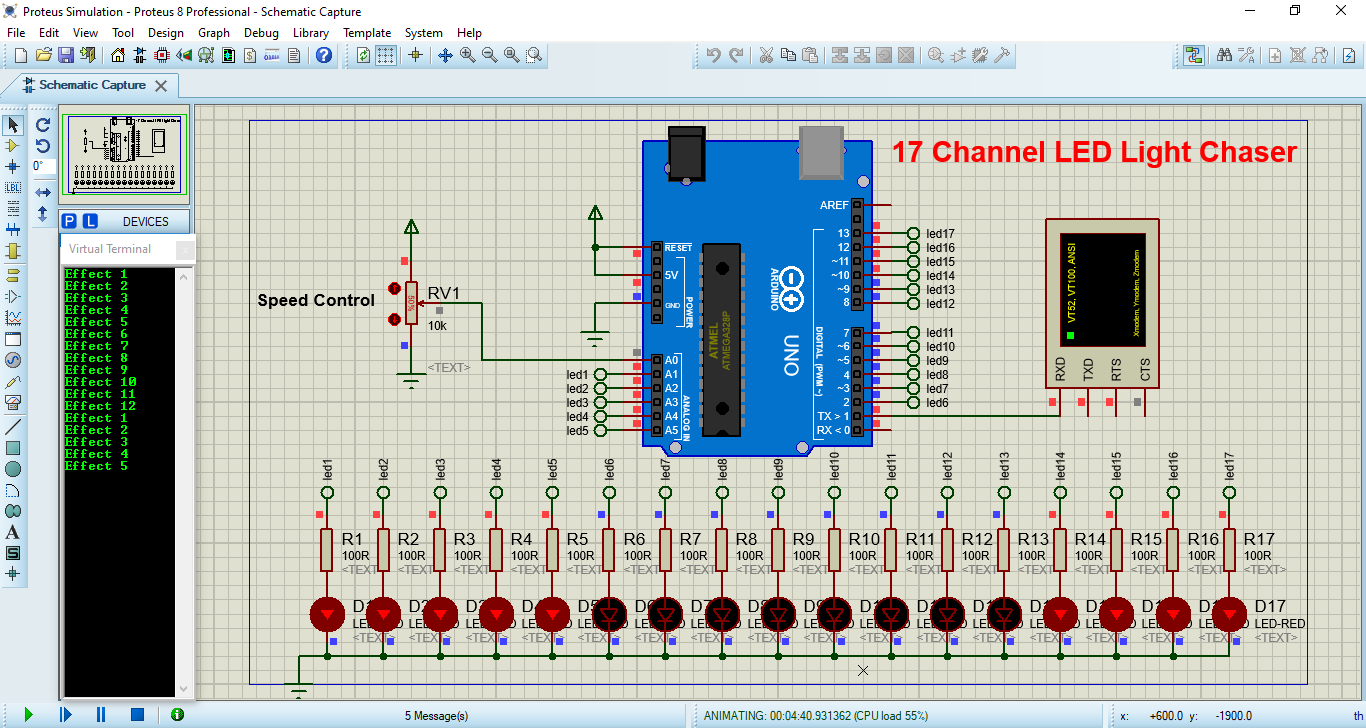 Proteus Simulation - Proteus 8 Professional - Schematic Capture
File Edit View Tool Design Graph Debug Library Template System Help
Schematic Capture
0°
P L DEVICES
Virtual Terminal
Effect 1
Effect 2
Effect 3
Effect 4
Effect 5
Effect 6
Effect 7
Effect 8
Effect 9
Effect 10
Effect 11
Effect 12
Effect 1
Effect 2
Effect 3
Effect 4
Effect 5
17 Channel LED Light Chaser
Speed Control
RV1
50%
10k
<TEXT>
led1
led2
led3
led4
led5
RESET
5V
GND
POWER
A0
A1
A2
A3
A4
A5
ANALOG IN
ATMEL
ATMEGA328P
ARDUINO
UNO
AREF
13
12
~11
~10
~9
8
7
~6
~5
4
~3
2
TX > 1
RX < 0
DIGITAL (PWM ~)
led17
led16
led15
led14
led13
led12
led11
led10
led9
led8
led7
led6
VT52, VT100, ANSI
Xmodem, Ymodem, Zmodem
RXD
TXD
RTS
CTS
led1 led2 led3 led4 led5 led6 led7 led8 led9 led10 led11 led12 led13 led14 led15 led16 led17
R1 R2 R3 R4 R5 R6 R7 R8 R9 R10 R11 R12 R13 R14 R15 R16 R17
100R 100R 100R 100R 100R 100R 100R 100R 100R 100R 100R 100R 100R 100R 100R 100R 100R
<TEXT> <TEXT> <TEXT> <TEXT> <TEXT> <TEXT> <TEXT> <TEXT> <TEXT> <TEXT> <TEXT> <TEXT> <TEXT> <TEXT> <TEXT> <TEXT> <TEXT>
D17
LED-RED
<TEXT>
5 Message(s)
ANIMATING: 00:04:40.931362 (CPU load 55%)
x: +600.0 y: -1900.0 th